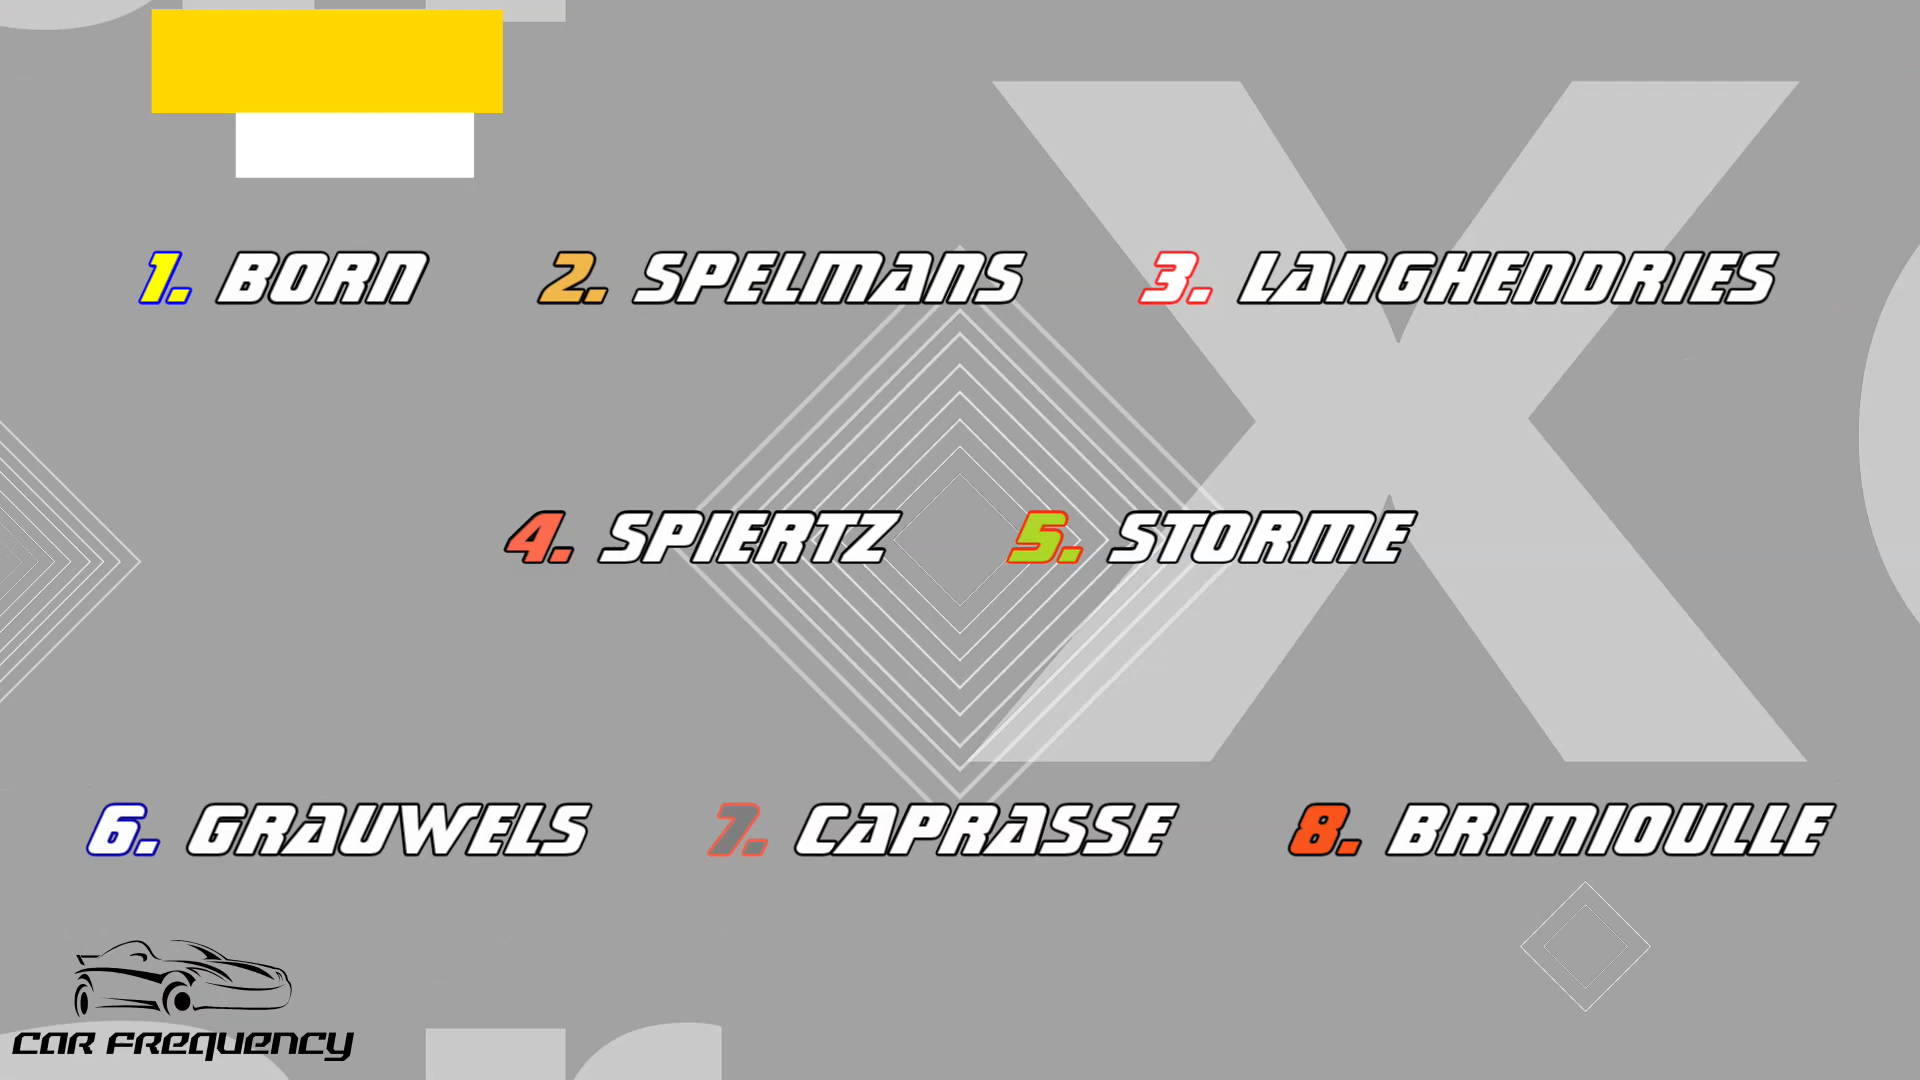 1. BORN 2. SPELMANS 3. LANGHENDRIES
4. SPIERTZ 5. STORME
6. GRAUWELS 7. CAPRASSE 8. BRIMIOULLE
CAR FREQUENCY